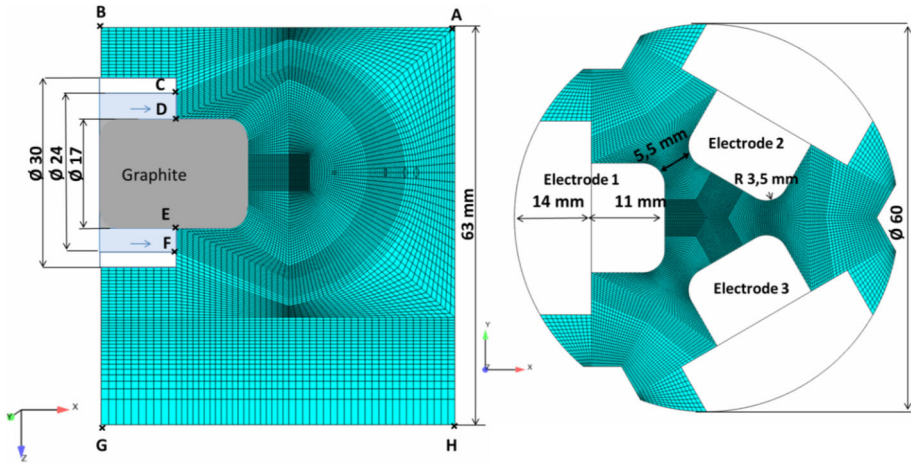 B
A
C
D
Ø 30
Ø 24
Ø 17
Graphite
E
F
63 mm
G
H
X
Y
Z
5,5 mm
Electrode 2
R 3,5 mm
Electrode 1
14 mm
11 mm
Electrode 3
Ø 60
Y
Z
X